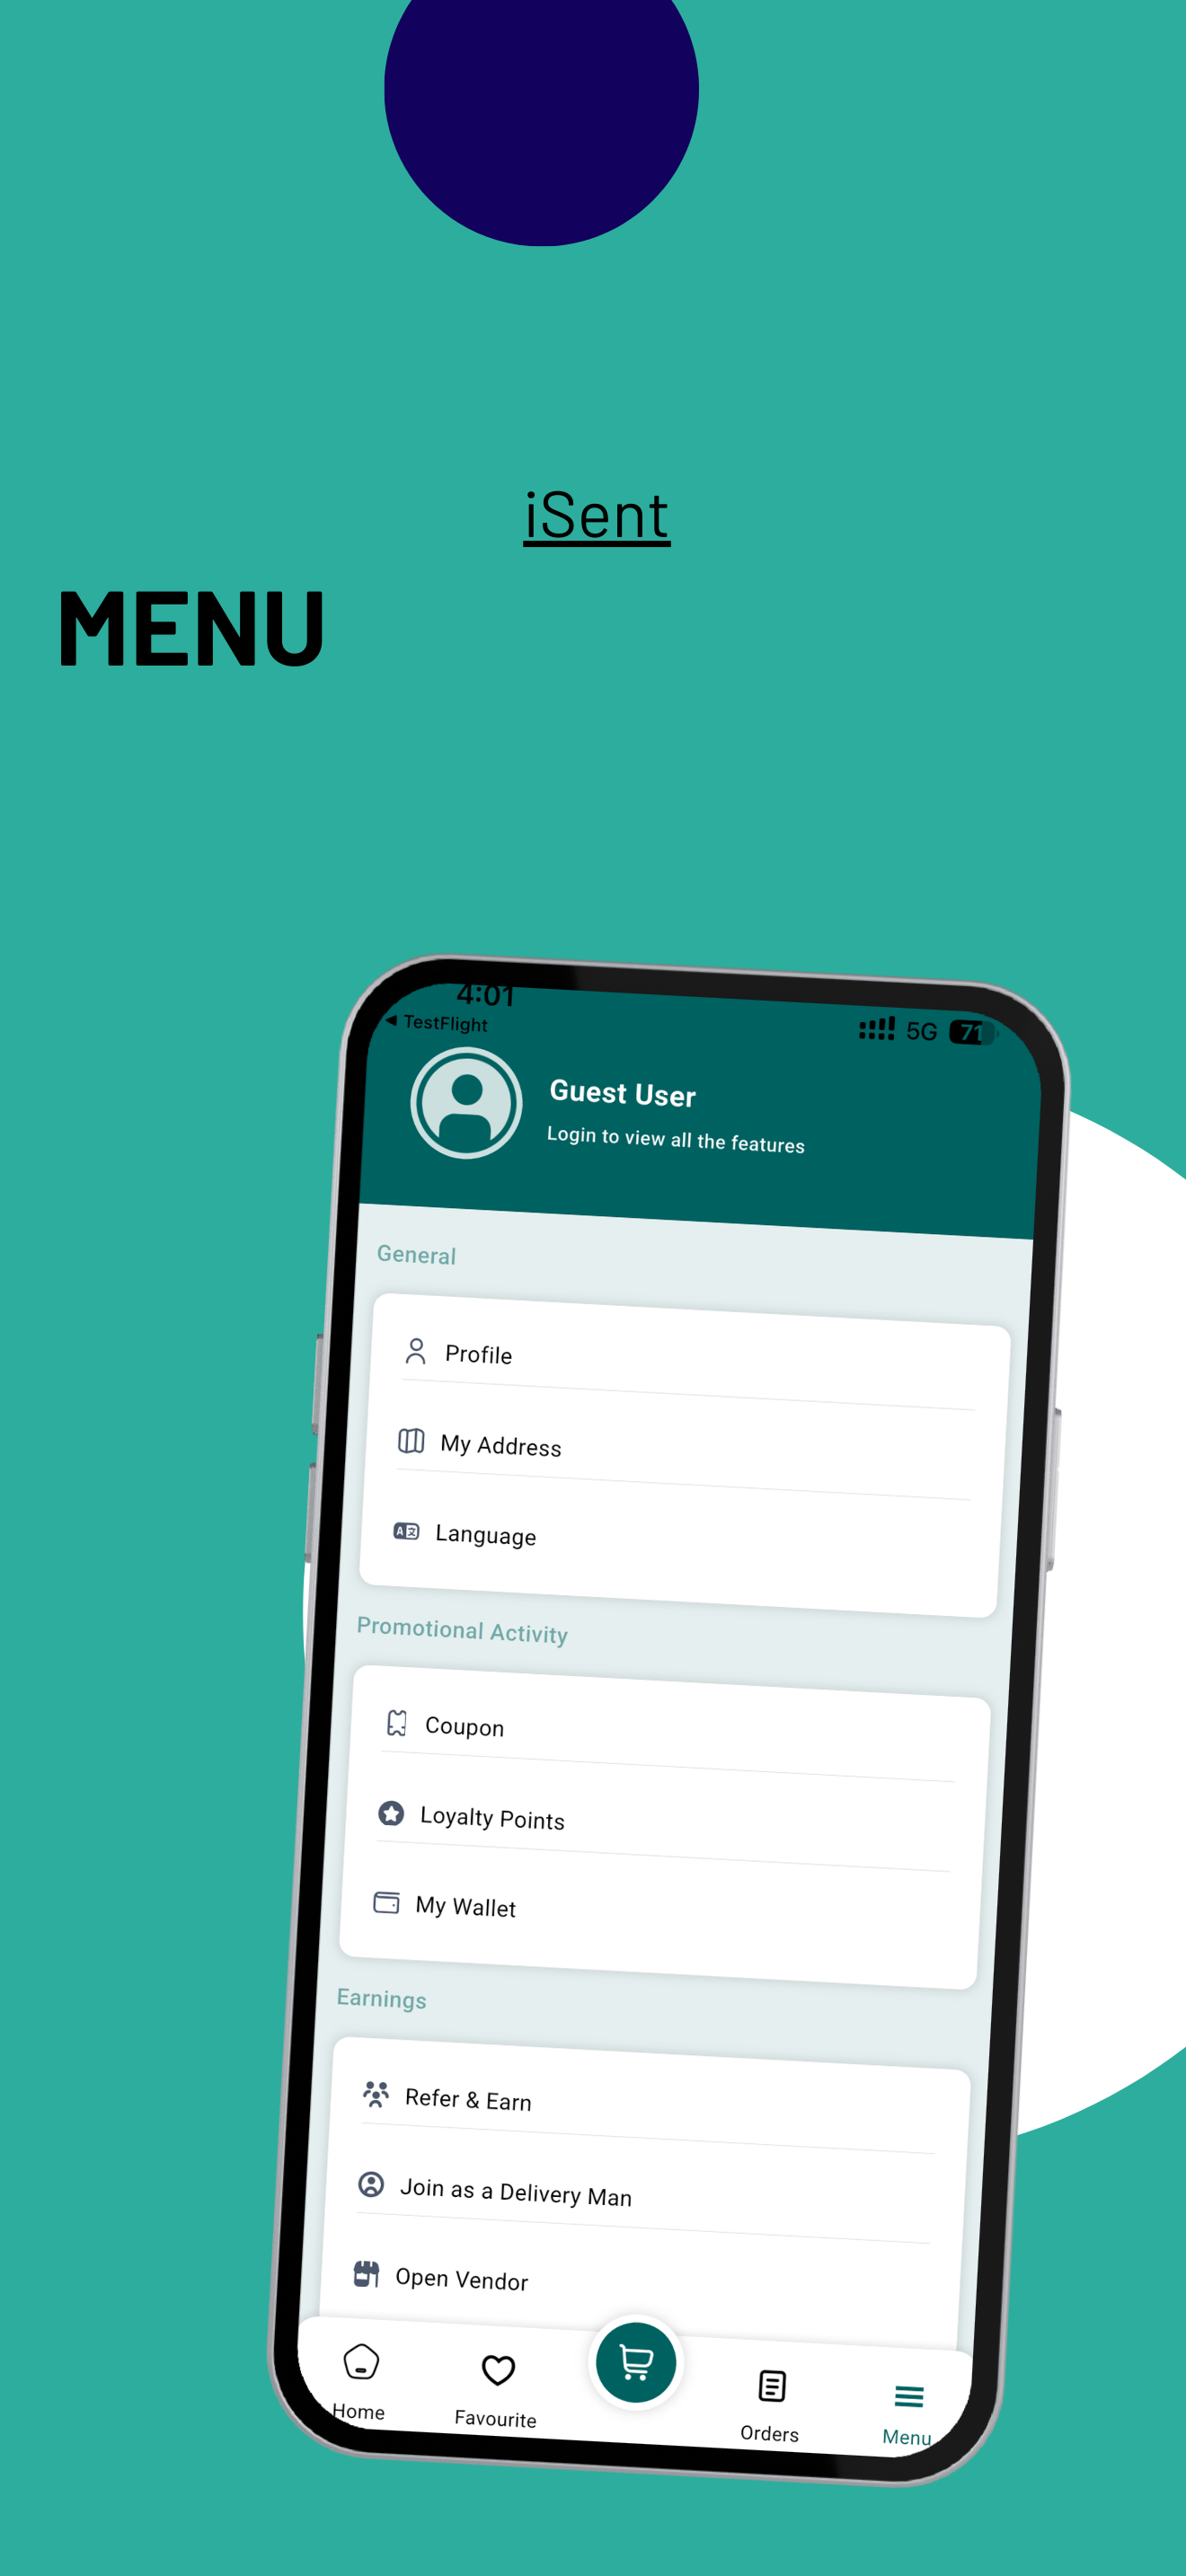 iSent
MENU
4:01
◀ TestFlight
5G 71
Guest User
Login to view all the features
General
Profile
My Address
Language
Promotional Activity
Coupon
Loyalty Points
My Wallet
Earnings
Refer & Earn
Join as a Delivery Man
Open Vendor
Home
Favourite
Orders
Menu